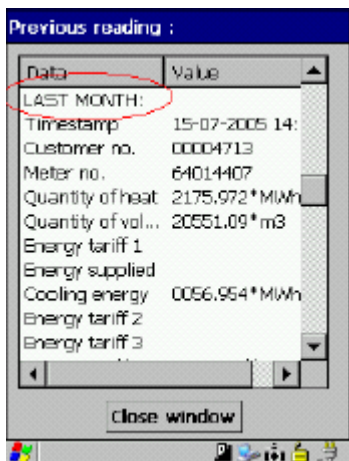 Previous reading :
Data Value
LAST MONTH:
Timestamp 15-07-2005 14:
Customer no. 00004713
Meter no. 64014407
Quantity of heat 2175.972*MWh
Quantity of vol... 20551.09*m3
Energy tariff 1
Energy supplied
Cooling energy 0056.954*MWh
Energy tariff 2
Energy tariff 3
Close window